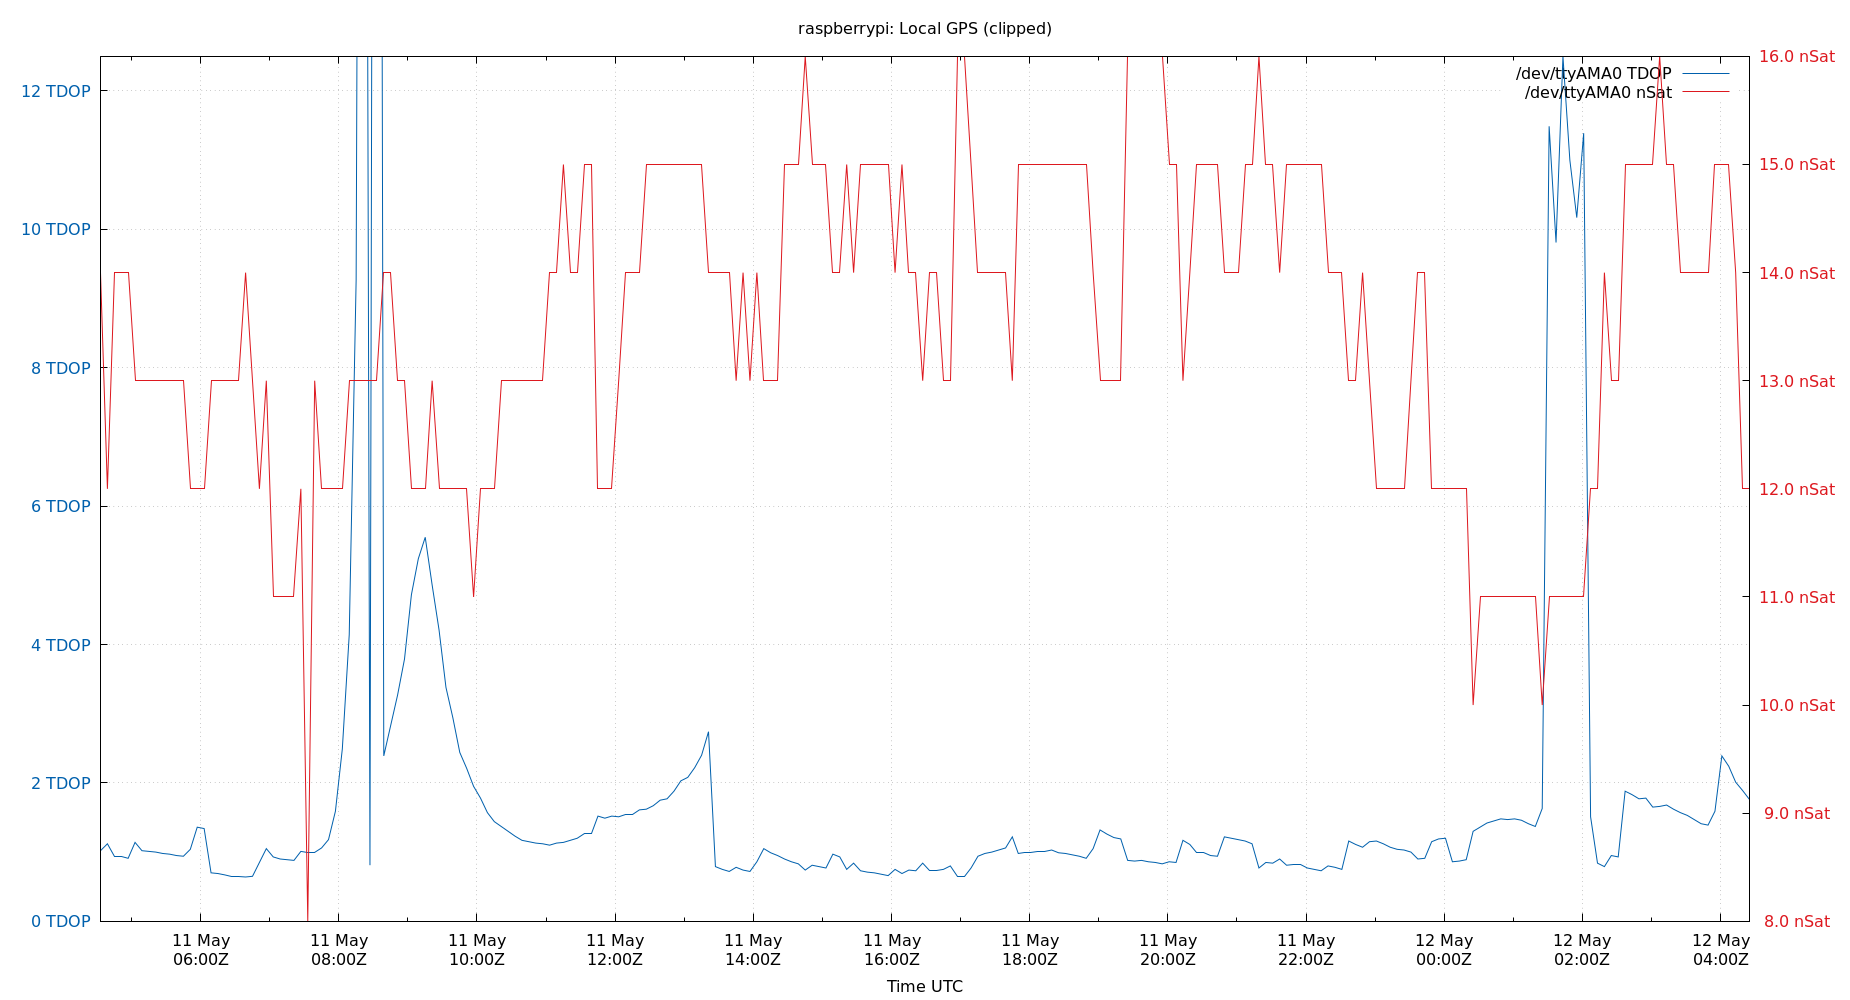 raspberrypi: Local GPS (clipped)
/dev/ttyAMA0 TDOP
/dev/ttyAMA0 nSat
12 TDOP
10 TDOP
8 TDOP
6 TDOP
4 TDOP
2 TDOP
0 TDOP
16.0 nSat
15.0 nSat
14.0 nSat
13.0 nSat
12.0 nSat
11.0 nSat
10.0 nSat
9.0 nSat
8.0 nSat
11 May
06:00Z
11 May
08:00Z
11 May
10:00Z
11 May
12:00Z
11 May
14:00Z
11 May
16:00Z
11 May
18:00Z
11 May
20:00Z
11 May
22:00Z
12 May
00:00Z
12 May
02:00Z
12 May
04:00Z
Time UTC